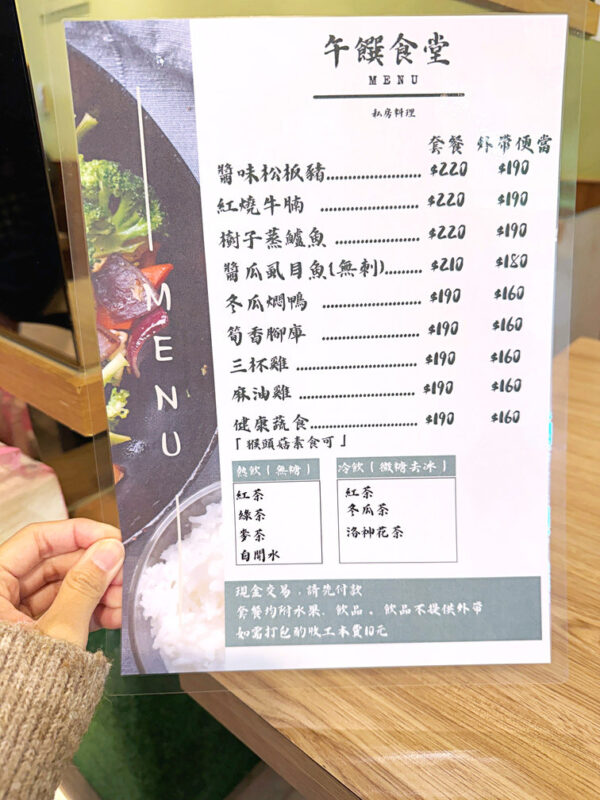 午饌食堂
MENU
私房料理
套餐 外帶便當
醬味松板豬 $220 $190
紅燒牛腩 $220 $190
樹子蒸鱸魚 $220 $190
醬瓜虱目魚(無刺) $210 $180
冬瓜燜鴨 $190 $160
筍香腳庫 $190 $160
三杯雞 $190 $160
麻油雞 $190 $160
健康蔬食 $190 $160
「猴頭菇素食可」
熱飲(無糖)
紅茶
綠茶
麥茶
白開水
冷飲(微糖去冰)
紅茶
冬瓜茶
洛神花茶
現金交易，請先付款
套餐均附水果、飲品。飲品不提供外帶
如需打包酌收工本費10元
MENU